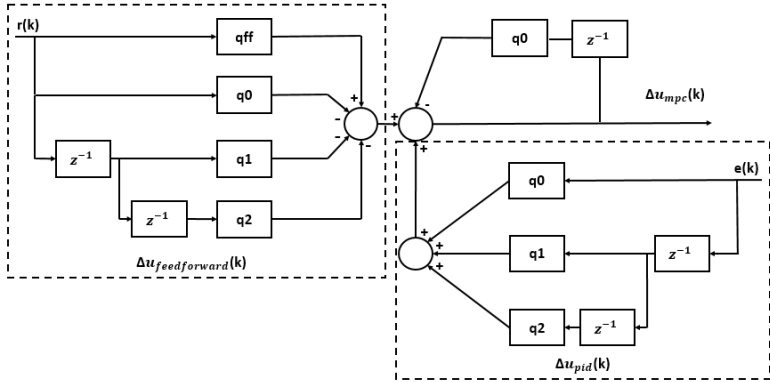 r(k)
qff
q0
z⁻¹
+
-
q0
-
+
-
Δu_mpc(k)
-
+
z⁻¹
q1
-
e(k)
q0
z⁻¹
q2
+
+
q1
z⁻¹
+
Δu_feedforward(k)
+
q2
z⁻¹
Δu_pid(k)